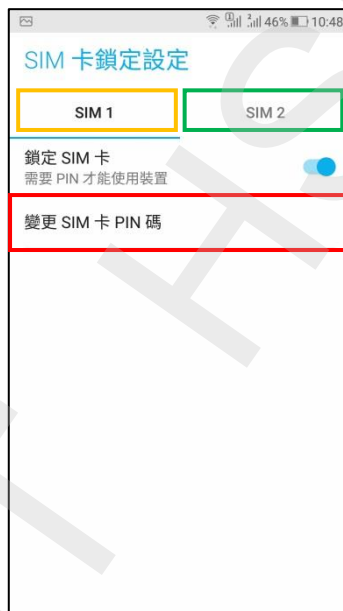 46% 10:48
SIM 卡鎖定設定
SIM 1 SIM 2
鎖定 SIM 卡
需要 PIN 才能使用裝置
變更 SIM 卡 PIN 碼